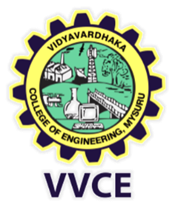 VIDYAVARDHAKA
COLLEGE OF ENGINEERING, MYSURU
VVCE